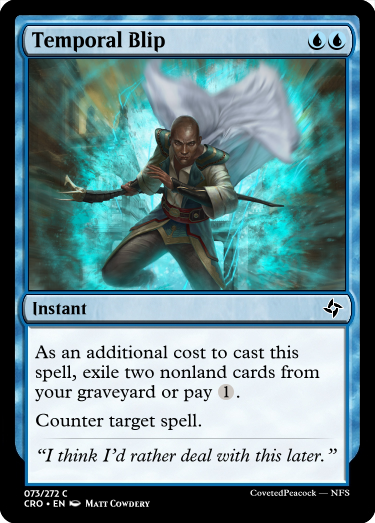 Temporal Blip
Instant
As an additional cost to cast this
spell, exile two nonland cards from
your graveyard or pay 1.
Counter target spell.
“I think I’d rather deal with this later.”
073/272 C
CRO • EN Matt Cowdery
CovetedPeacock — NFS